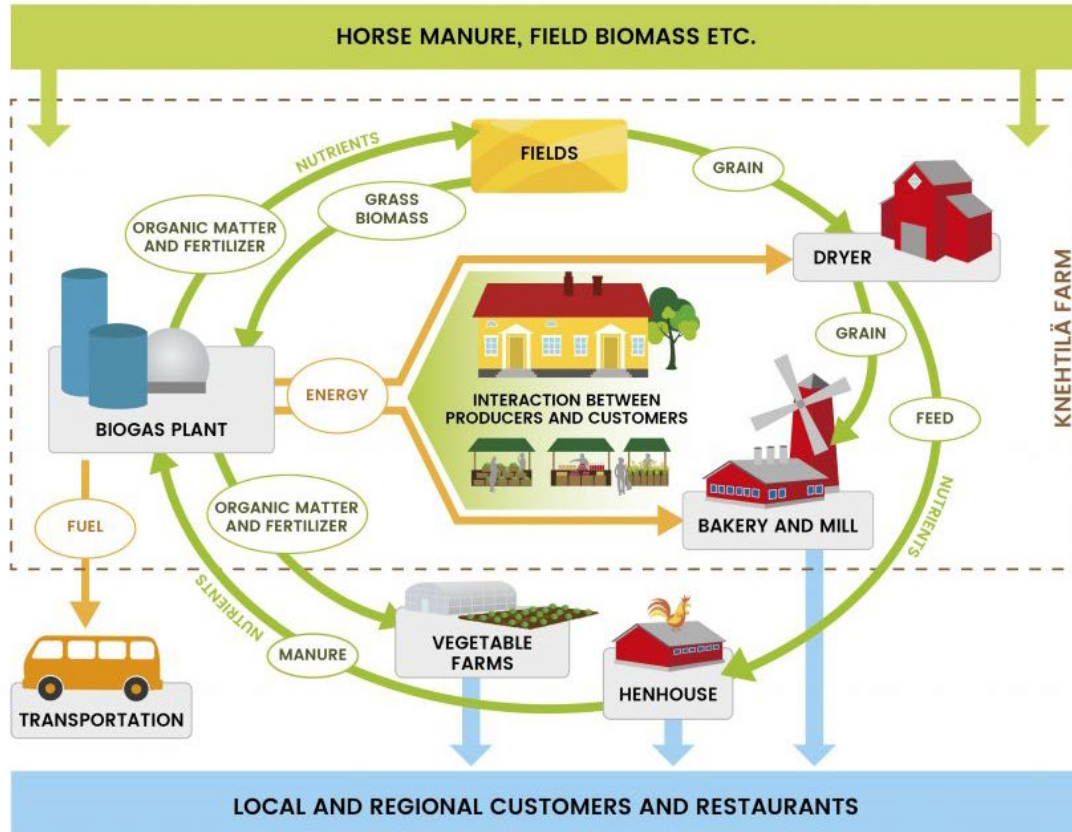 HORSE MANURE, FIELD BIOMASS ETC.
NUTRIENTS
FIELDS
GRAIN
GRASS
BIOMASS
ORGANIC MATTER
AND FERTILIZER
DRYER
KNEHTILÄ FARM
GRAIN
ENERGY
INTERACTION BETWEEN
PRODUCERS AND CUSTOMERS
FEED
BIOGAS PLANT
NUTRIENTS
ORGANIC MATTER
AND FERTILIZER
FUEL
BAKERY AND MILL
NUTRIENTS
MANURE
VEGETABLE
FARMS
HENHOUSE
TRANSPORTATION
LOCAL AND REGIONAL CUSTOMERS AND RESTAURANTS